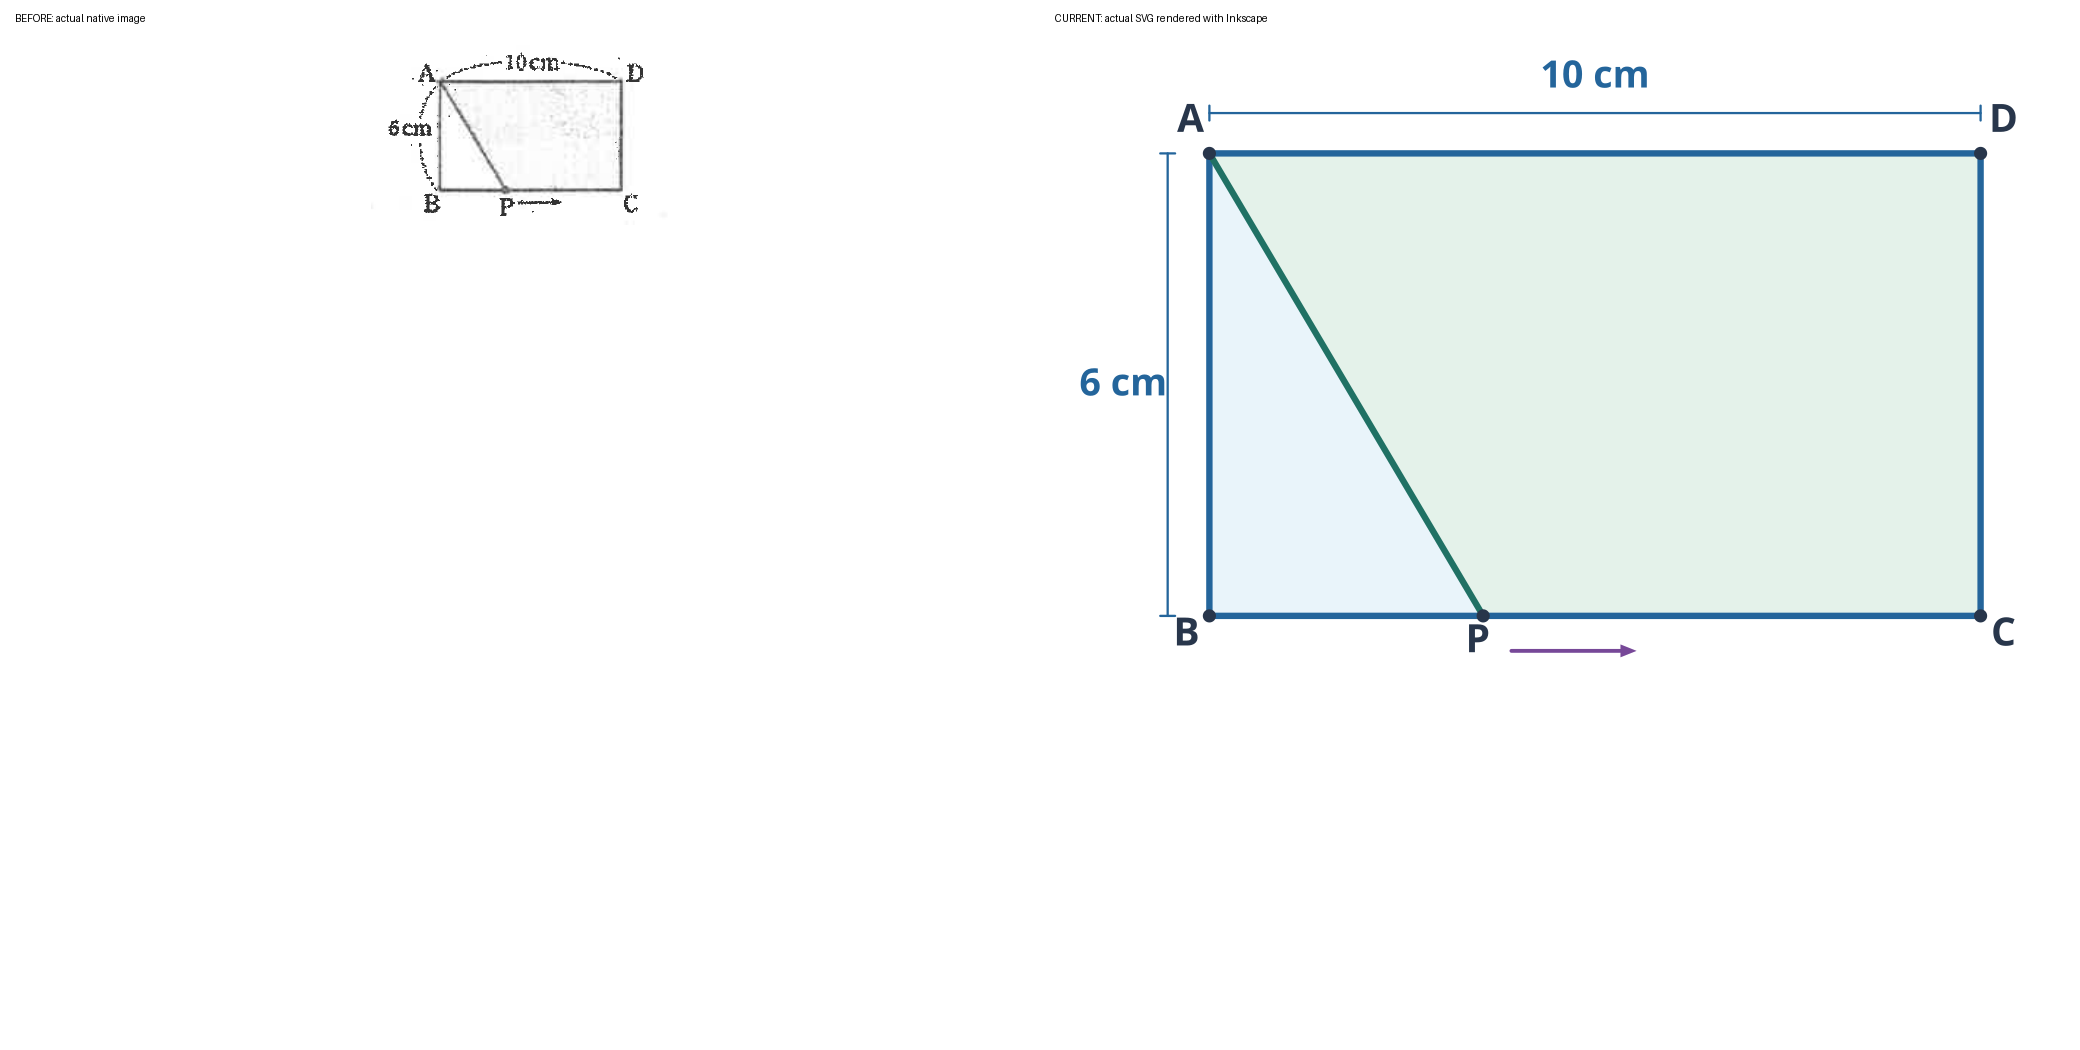 BEFORE: actual native image
10cm
A
D
6cm
B
P
C
CURRENT: actual SVG rendered with Inkscape
10 cm
A
D
6 cm
B
P
C